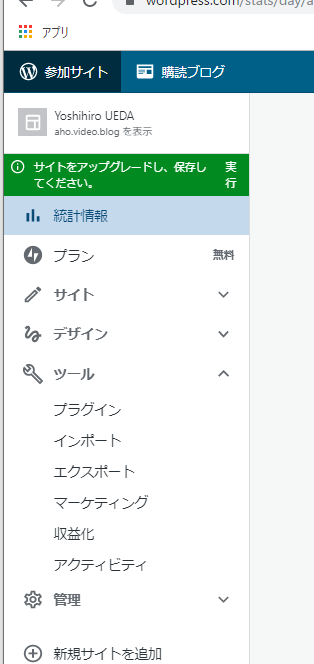 wordpress.com/stats/day/a
アプリ
参加サイト
購読ブログ
Yoshihiro UEDA
aho.video.blog を表示
サイトをアップグレードし、保存し
てください。
実
行
統計情報
プラン
無料
サイト
デザイン
ツール
プラグイン
インポート
エクスポート
マーケティング
収益化
アクティビティ
管理
新規サイトを追加